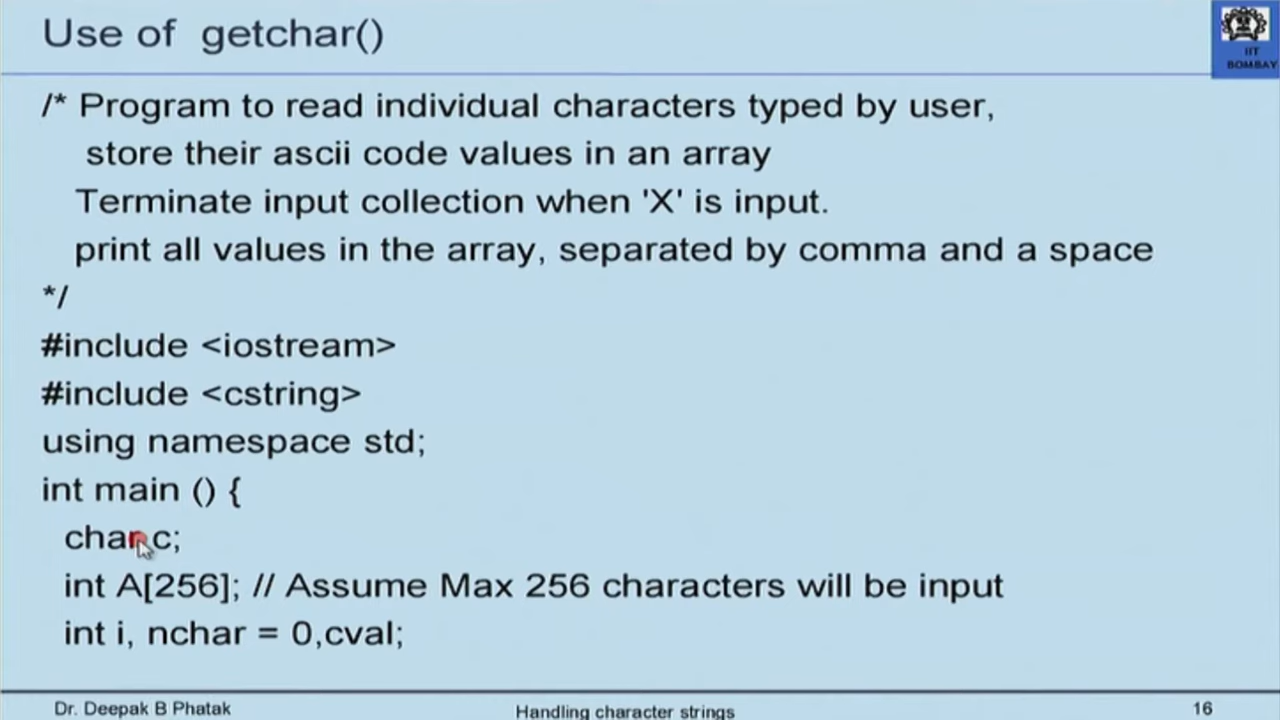 Use of getchar()
IIT
BOMBAY
/* Program to read individual characters typed by user,
store their ascii code values in an array
Terminate input collection when 'X' is input.
print all values in the array, separated by comma and a space
*/
#include <iostream>
#include <cstring>
using namespace std;
int main () {
char c;
int A[256]; // Assume Max 256 characters will be input
int i, nchar = 0,cval;
Dr. Deepak B Phatak
Handling character strings
16